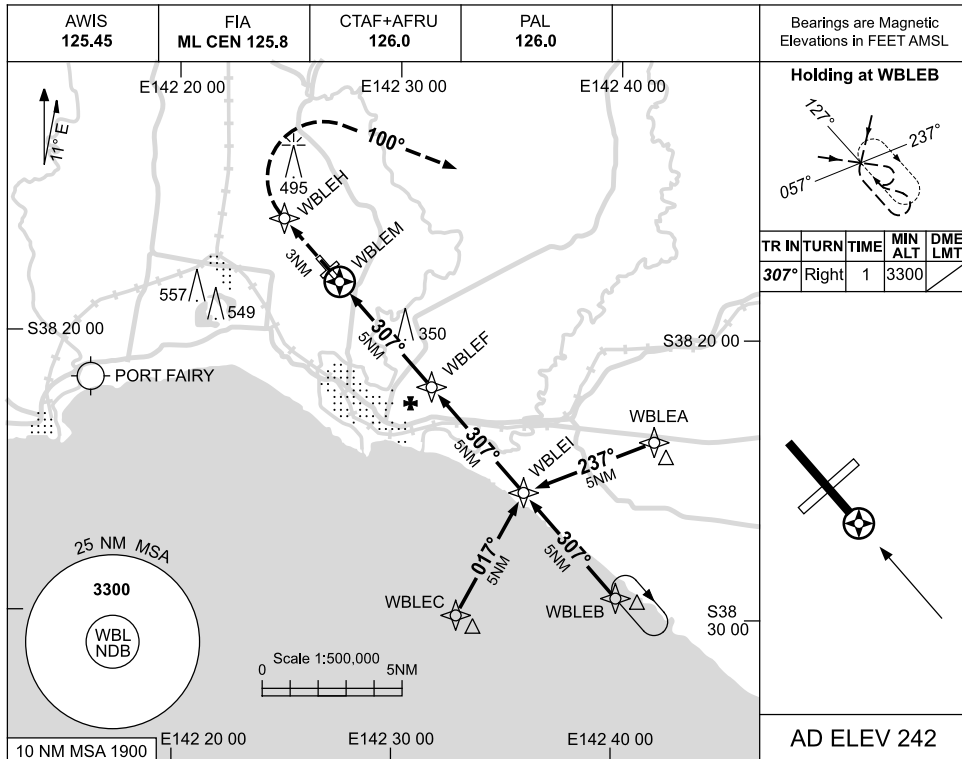 AWIS
125.45
FIA
ML CEN 125.8
CTAF+AFRU
126.0
PAL
126.0
Bearings are Magnetic
Elevations in FEET AMSL
E142 20 00
E142 30 00
E142 40 00
11° E
100°
495
WBLEH
WBLEM
3NM
557
549
350
S38 20 00
S38 20 00
307°
5NM
WBLEF
PORT FAIRY
307°
5NM
WBLEI
WBLEA
237°
5NM
017°
5NM
307°
5NM
WBLEC
WBLEB
S38
30 00
25 NM MSA
3300
WBL
NDB
Scale 1:500,000
0
5NM
10 NM MSA 1900
E142 20 00
E142 30 00
E142 40 00
Holding at WBLEB
127°
237°
057°
TR IN
TURN
TIME
MIN
ALT
DME
LMT
307°
Right
1
3300
AD ELEV 242